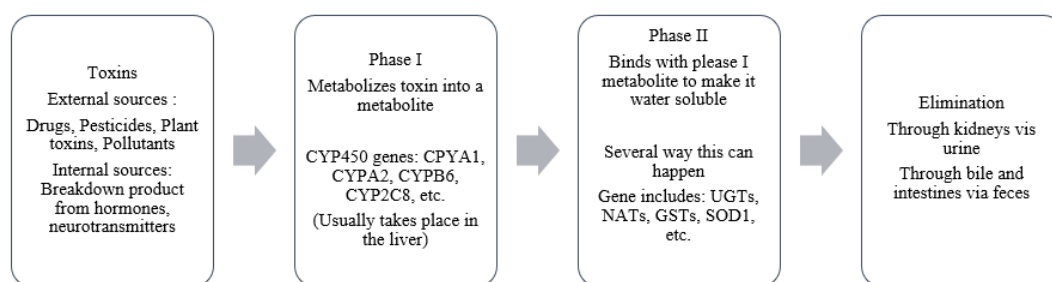 Toxins
External sources :
Drugs, Pesticides, Plant
toxins, Pollutants
Internal sources:
Breakdown product
from hormones,
neurotransmitters
Phase I
Metabolizes toxin into a
metabolite
CYP450 genes: CPYA1,
CYPA2, CYPB6,
CYP2C8, etc.
(Usually takes place in
the liver)
Phase II
Binds with please I
metabolite to make it
water soluble
Several way this can
happen
Gene includes: UGTs,
NATs, GSTs, SOD1,
etc.
Elimination
Through kidneys vis
urine
Through bile and
intestines via feces